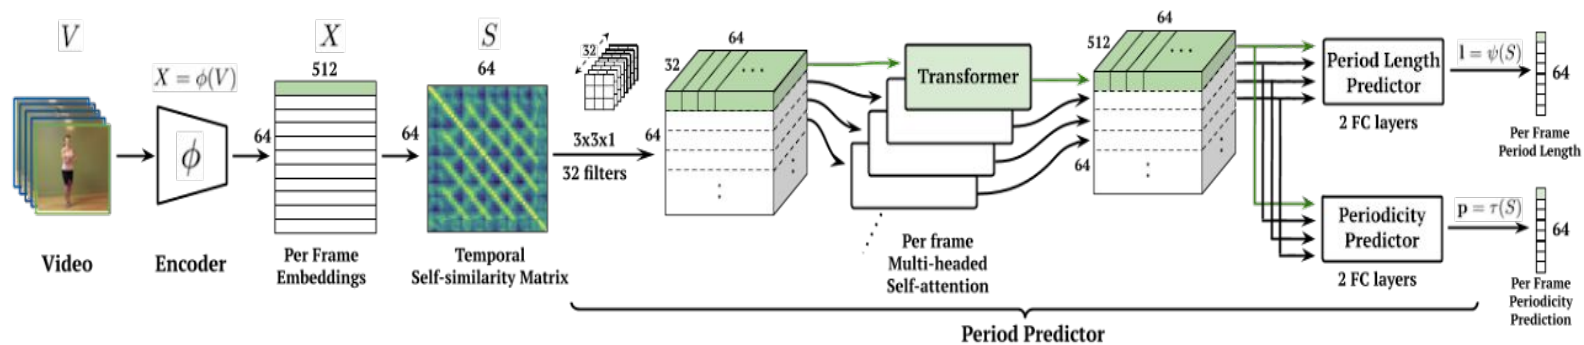 V
X = ϕ(V)
ϕ
Video
Encoder
X
512
64
Per Frame
Embeddings
S
64
64
Temporal
Self-similarity Matrix
32
3x3x1
32 filters
64
32
...
64
Transformer
Per frame
Multi-headed
Self-attention
64
512
...
64
Period Length
Predictor
2 FC layers
l = ψ(S)
64
Per Frame
Period Length
Periodicity
Predictor
2 FC layers
p = τ(S)
64
Per Frame
Periodicity
Prediction
Period Predictor